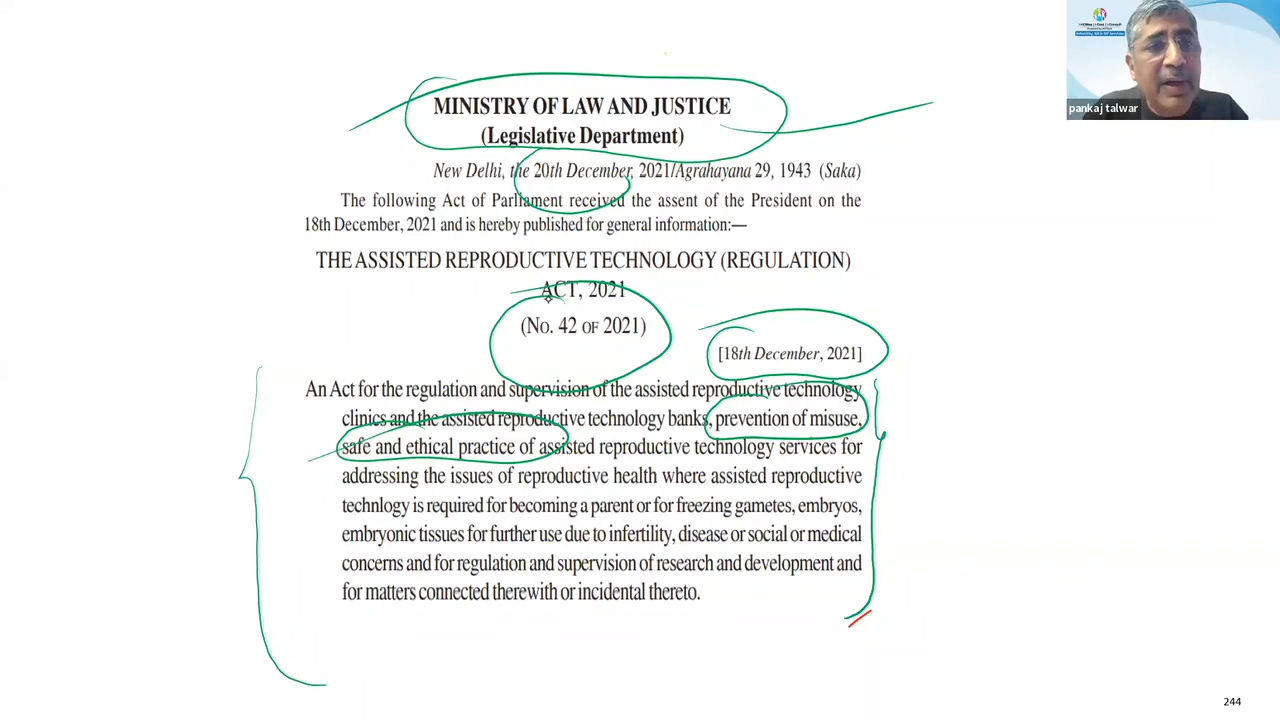 MINISTRY OF LAW AND JUSTICE
(Legislative Department)
New Delhi, the 20th December, 2021/Agrahayana 29, 1943 (Saka)
The following Act of Parliament received the assent of the President on the
18th December, 2021 and is hereby published for general information:—
THE ASSISTED REPRODUCTIVE TECHNOLOGY (REGULATION)
ACT, 2021
(No. 42 OF 2021)
[18th December, 2021]
An Act for the regulation and supervision of the assisted reproductive technology
clinics and the assisted reproductive technology banks, prevention of misuse,
safe and ethical practice of assisted reproductive technology services for
addressing the issues of reproductive health where assisted reproductive
technlogy is required for becoming a parent or for freezing gametes, embryos,
embryonic tissues for further use due to infertility, disease or social or medical
concerns and for regulation and supervision of research and development and
for matters connected therewith or incidental thereto.
pankaj talwar
244